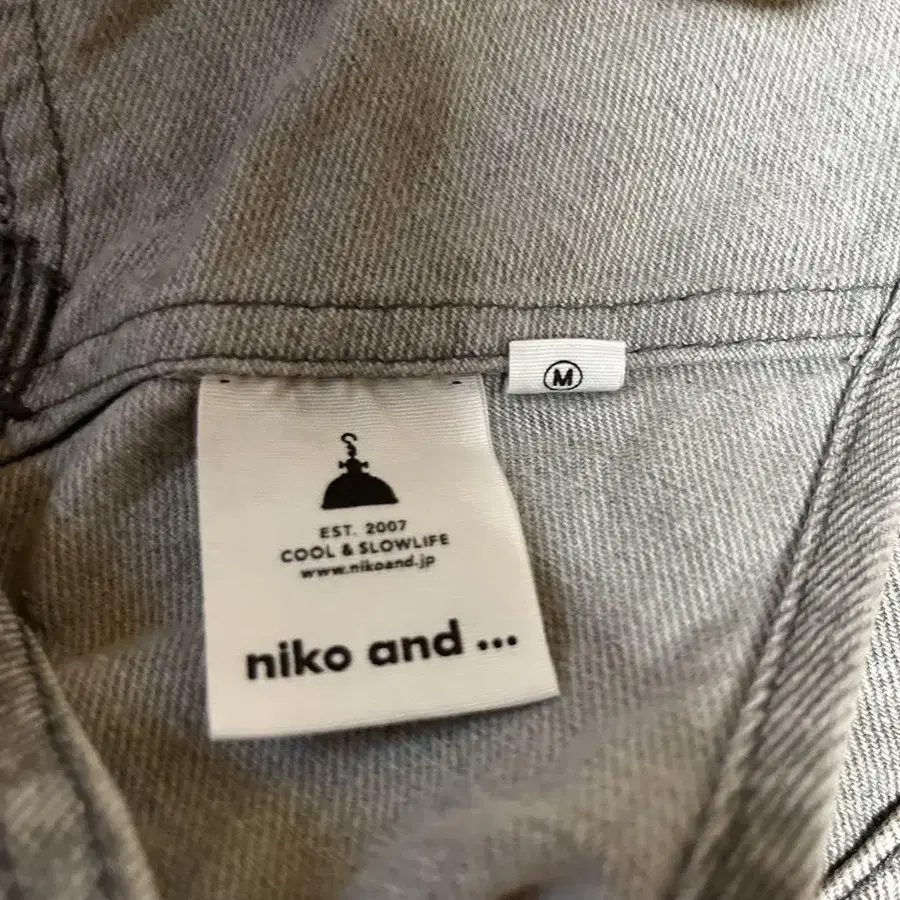 M
EST. 2007
COOL & SLOWLIFE
www.nikoand.jp
niko and ...